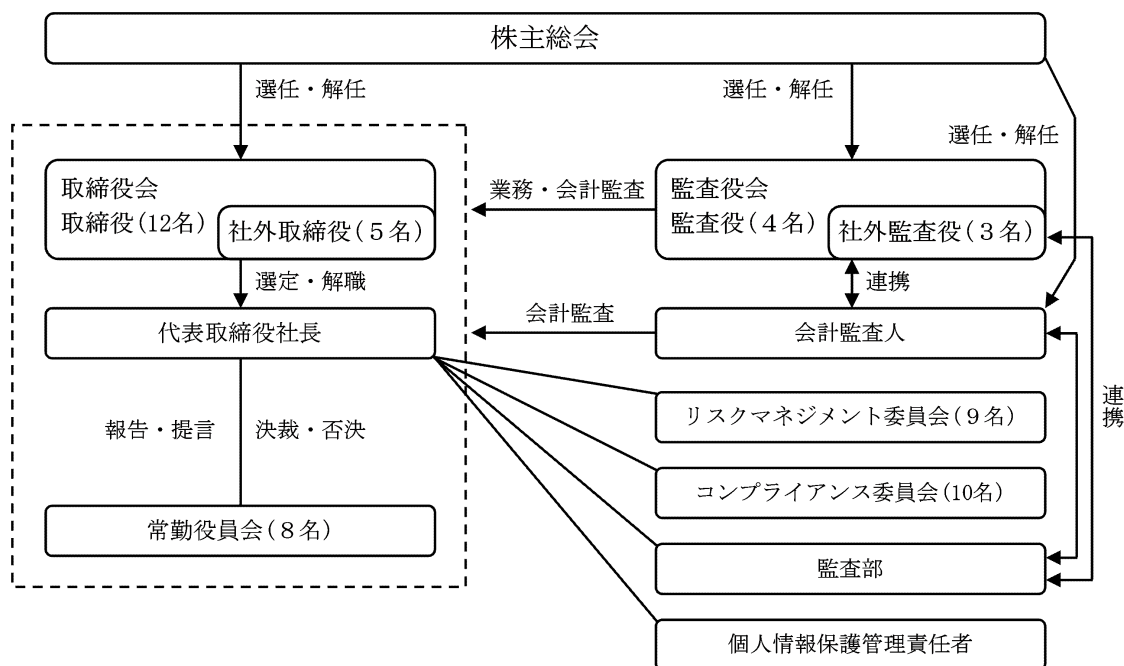 株主総会
選任・解任
選任・解任
選任・解任
取締役会
取締役(12名)
社外取締役(５名)
業務・会計監査
監査役会
監査役(４名)
社外監査役(３名)
選定・解職
連携
代表取締役社長
会計監査
会計監査人
報告・提言
決裁・否決
リスクマネジメント委員会(９名)
連携
コンプライアンス委員会(10名)
常勤役員会(８名)
監査部
個人情報保護管理責任者